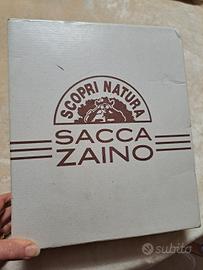 SCOPRI NATURA
SACCA
ZAINO
subito